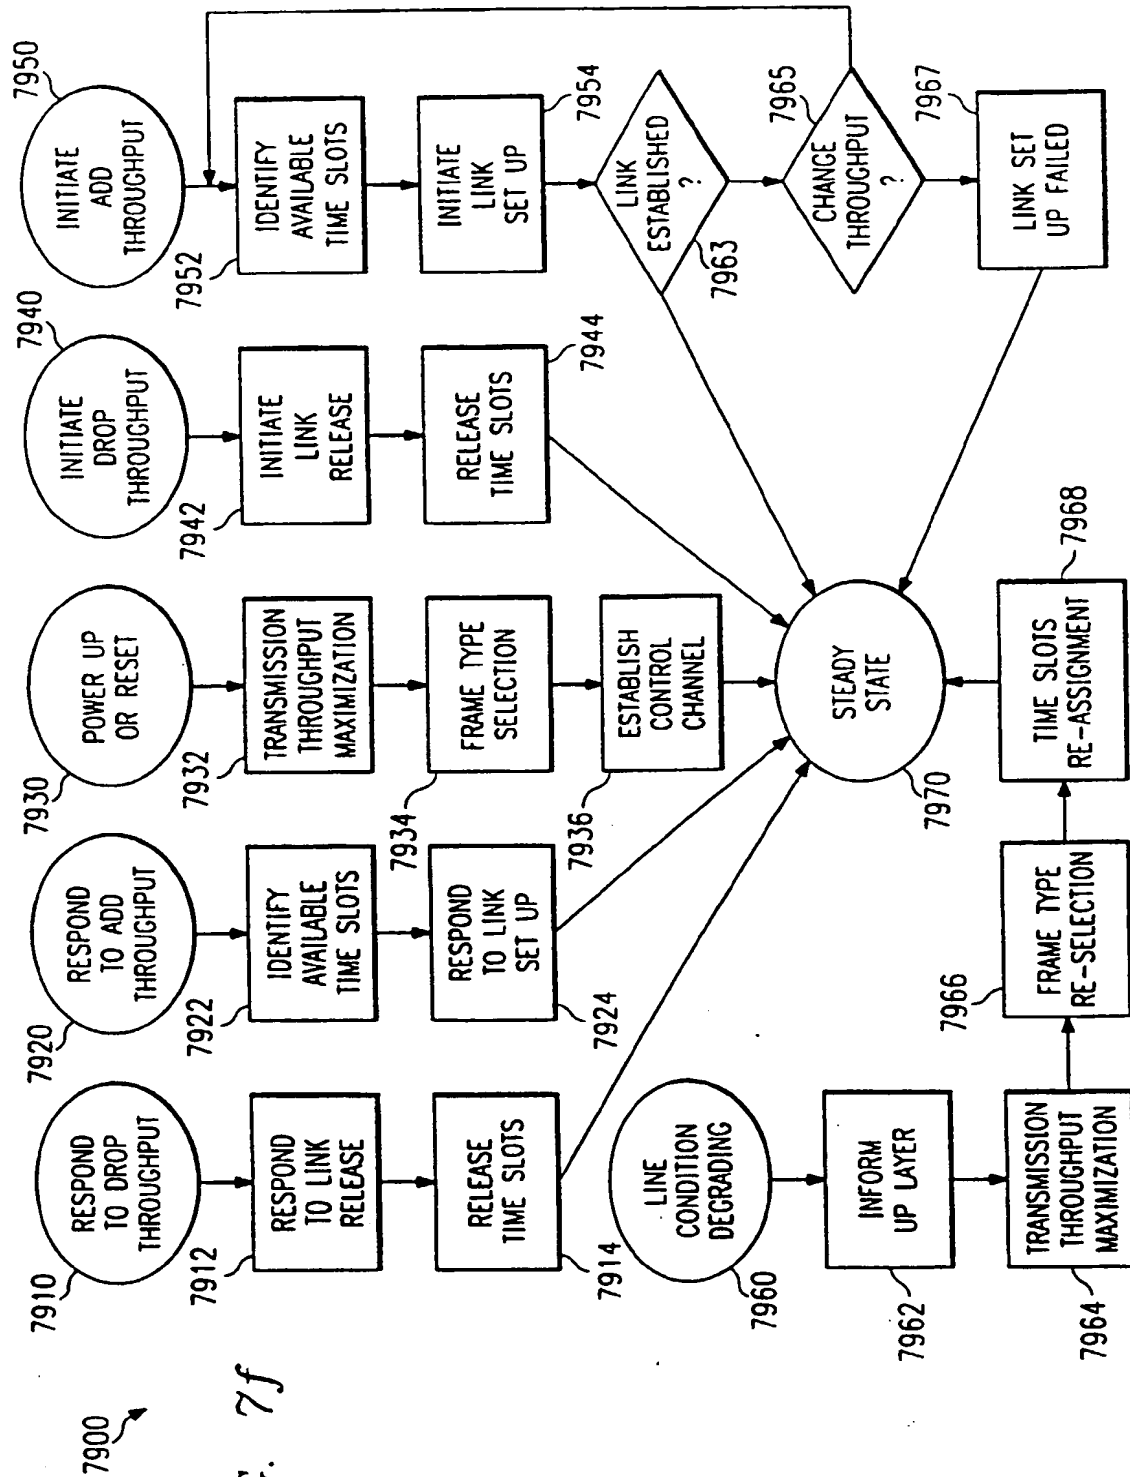 7950
INITIATE
ADD
THROUGHPUT
7952
IDENTIFY
AVAILABLE
TIME SLOTS
INITIATE
LINK
SET UP
7954
LINK
ESTABLISHED
?
7963
CHANGE
THROUGHPUT
?
7965
LINK SET
UP FAILED
7967
7940
INITIATE
DROP
THROUGHPUT
7942
INITIATE
LINK
RELEASE
RELEASE
TIME SLOTS
7944
7930
POWER UP
OR RESET
7932
TRANSMISSION
THROUGHPUT
MAXIMIZATION
7934
FRAME TYPE
SELECTION
7936
ESTABLISH
CONTROL
CHANNEL
STEADY
STATE
7970
TIME SLOTS
RE-ASSIGNMENT
7968
7920
RESPOND
TO ADD
THROUGHPUT
7922
IDENTIFY
AVAILABLE
TIME SLOTS
RESPOND
TO LINK
SET UP
7924
7966
FRAME TYPE
RE-SELECTION
7910
RESPOND
TO DROP
THROUGHPUT
7912
RESPOND
TO LINK
RELEASE
RELEASE
TIME SLOTS
7914
LINE
CONDITION
DEGRADING
7960
INFORM
UP LAYER
7962
TRANSMISSION
THROUGHPUT
MAXIMIZATION
7964
7900
7f